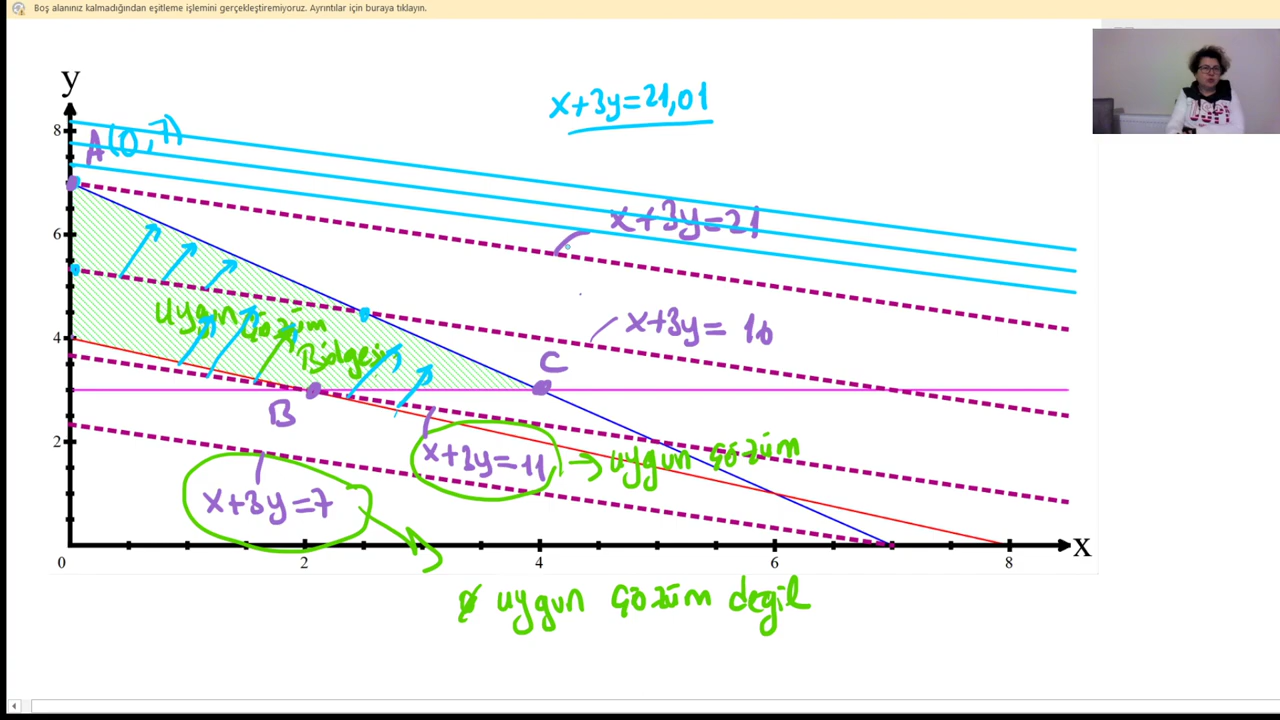 Boş alanınız kalmadığından eşitleme işlemini gerçekleştiremiyoruz. Ayrıntılar için buraya tıklayın.
y
x+3y=21,01
8
A(0,7)
x+3y=21
6
Uygun Çözüm
Bölgesi
x+3y=10
4
C
B
2
x+3y=11 → uygun çözüm
x+3y=7
x
0 2 4 6 8
uygun çözüm değil